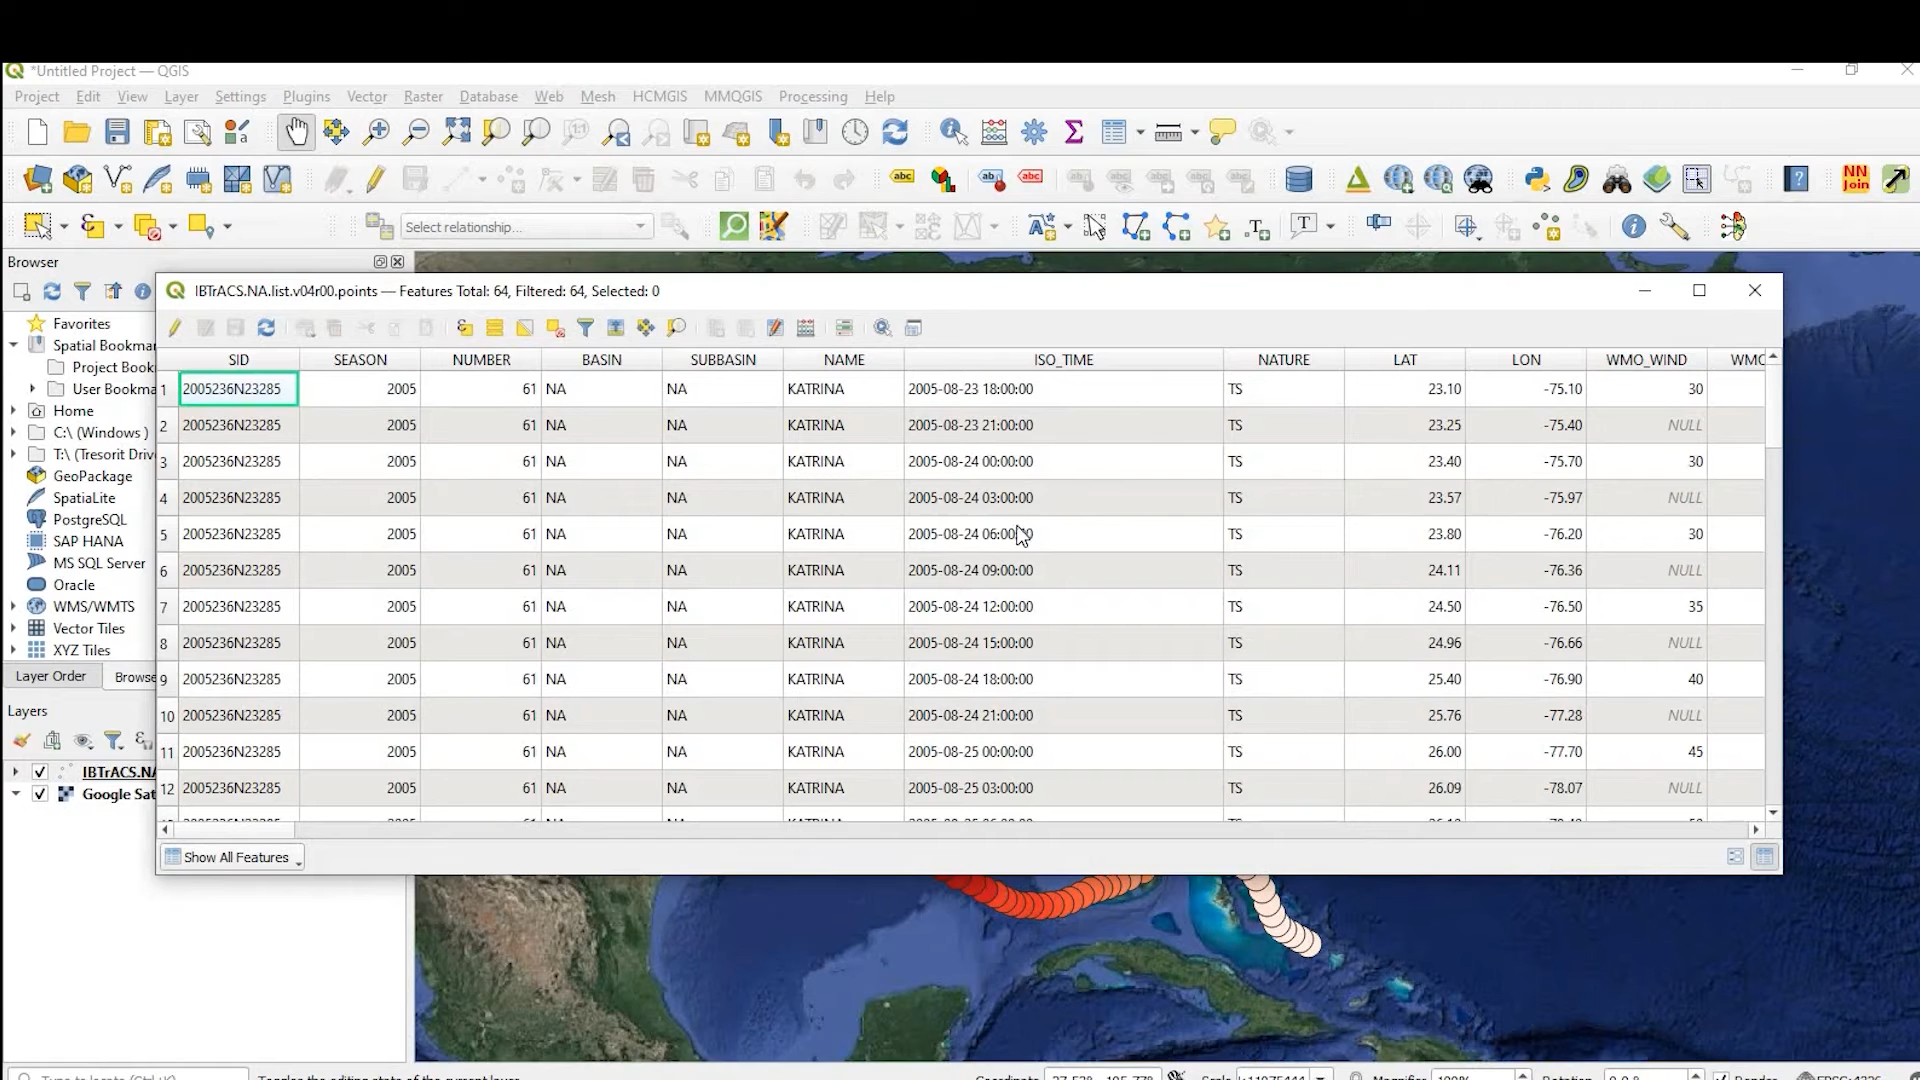 *Untitled Project — QGIS
Project Edit View Layer Settings Plugins Vector Raster Database Web Mesh HCMGIS MMQGIS Processing Help
abc abc abc
NN
Join
Select relationship...
Browser
IBTrACS.NA.list.v04r00.points — Features Total: 64, Filtered: 64, Selected: 0
Favorites
Spatial Bookmar
Project Book
User Bookma
Home
C:\ (Windows )
T:\ (Tresorit Driv
GeoPackage
SpatiaLite
PostgreSQL
SAP HANA
MS SQL Server
Oracle
WMS/WMTS
Vector Tiles
XYZ Tiles
Layer Order Browse
Layers
IBTrACS.NA
Google Sat
SID SEASON NUMBER BASIN SUBBASIN NAME ISO_TIME NATURE LAT LON WMO_WIND WMO
1 2005236N23285 2005 61 NA NA KATRINA 2005-08-23 18:00:00 TS 23.10 -75.10 30
2 2005236N23285 2005 61 NA NA KATRINA 2005-08-23 21:00:00 TS 23.25 -75.40 NULL
3 2005236N23285 2005 61 NA NA KATRINA 2005-08-24 00:00:00 TS 23.40 -75.70 30
4 2005236N23285 2005 61 NA NA KATRINA 2005-08-24 03:00:00 TS 23.57 -75.97 NULL
5 2005236N23285 2005 61 NA NA KATRINA 2005-08-24 06:00:00 TS 23.80 -76.20 30
6 2005236N23285 2005 61 NA NA KATRINA 2005-08-24 09:00:00 TS 24.11 -76.36 NULL
7 2005236N23285 2005 61 NA NA KATRINA 2005-08-24 12:00:00 TS 24.50 -76.50 35
8 2005236N23285 2005 61 NA NA KATRINA 2005-08-24 15:00:00 TS 24.96 -76.66 NULL
9 2005236N23285 2005 61 NA NA KATRINA 2005-08-24 18:00:00 TS 25.40 -76.90 40
10 2005236N23285 2005 61 NA NA KATRINA 2005-08-24 21:00:00 TS 25.76 -77.28 NULL
11 2005236N23285 2005 61 NA NA KATRINA 2005-08-25 00:00:00 TS 26.00 -77.70 45
12 2005236N23285 2005 61 NA NA KATRINA 2005-08-25 03:00:00 TS 26.09 -78.07 NULL
Show All Features